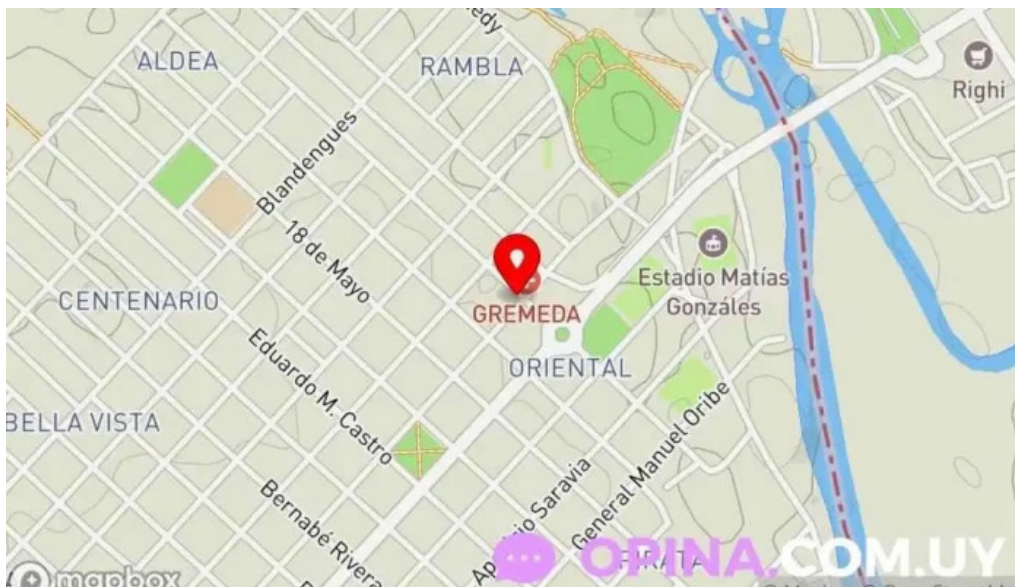 ALDEA
RAMBLA
Righi
Blandengues
18 de Mayo
Estadio Matías
Gonzáles
CENTENARIO
GREMEDA
ORIENTAL
Eduardo M. Castro
BELLA VISTA
General Manuel Oribe
Bernabé Rivera
OPINA.COM.UY
mapbox